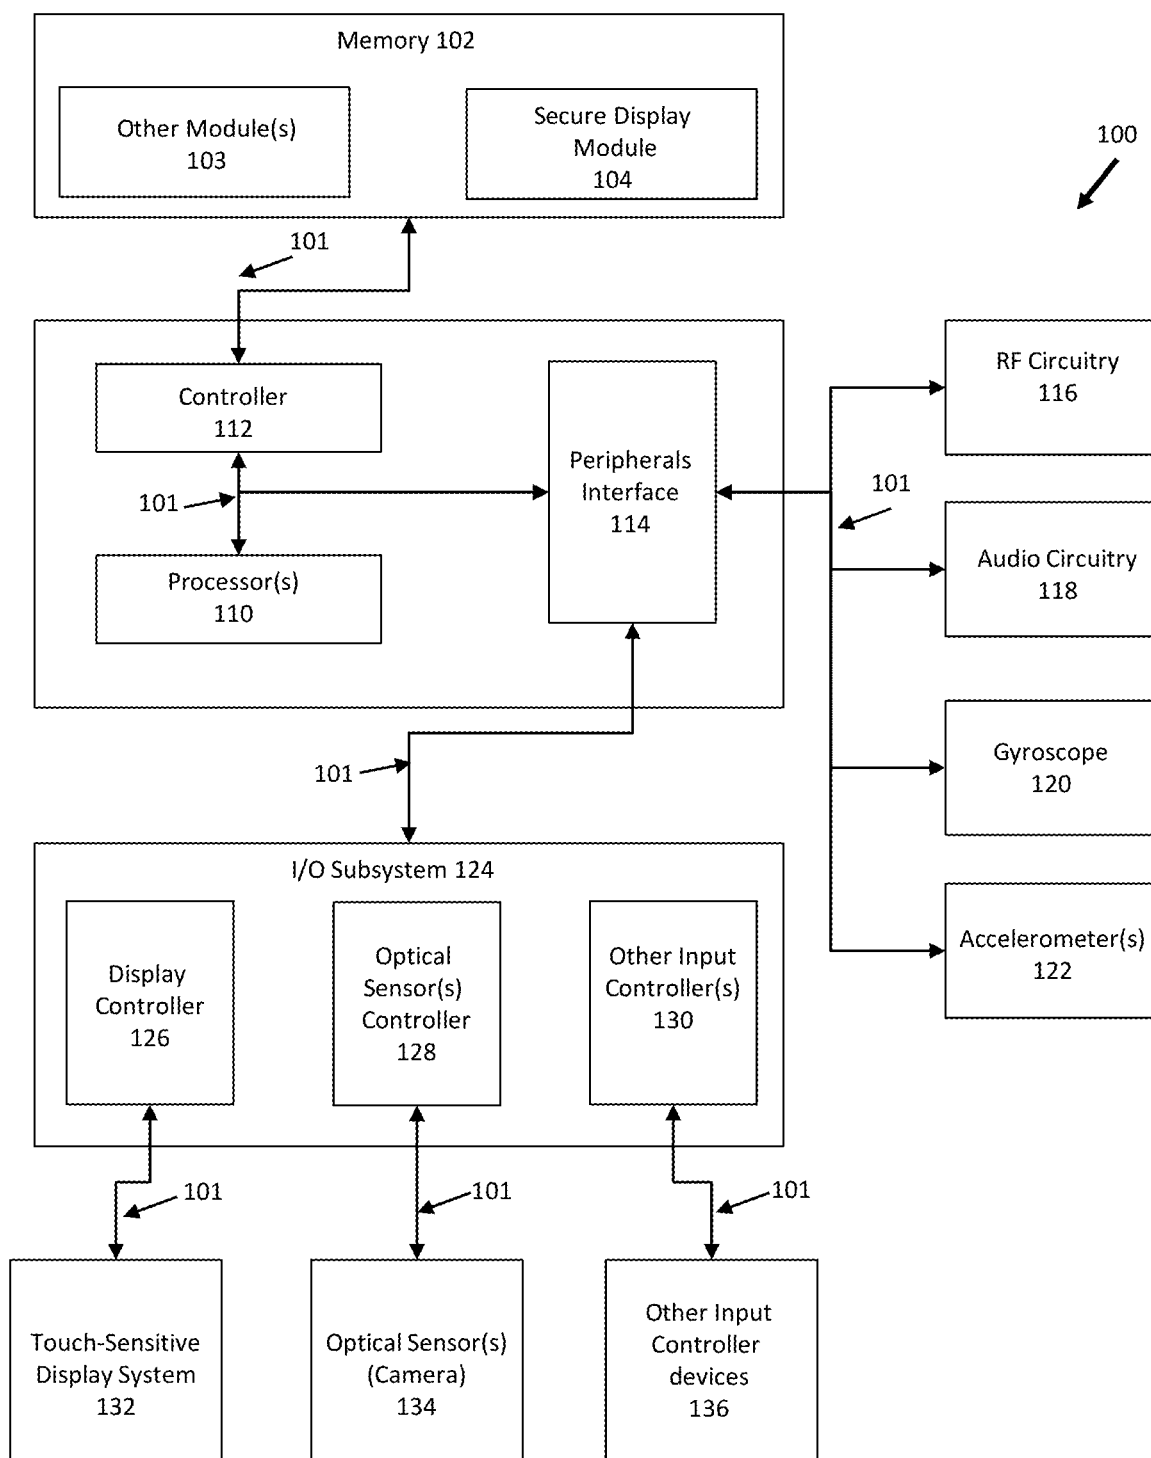 Memory 102
Other Module(s)
103
Secure Display
Module
104
100
101
Controller
112
Peripherals
Interface
114
101
Processor(s)
110
RF Circuitry
116
101
Audio Circuitry
118
Gyroscope
120
Accelerometer(s)
122
101
I/O Subsystem 124
Display
Controller
126
Optical
Sensor(s)
Controller
128
Other Input
Controller(s)
130
101
101
101
Touch-Sensitive
Display System
132
Optical Sensor(s)
(Camera)
134
Other Input
Controller
devices
136